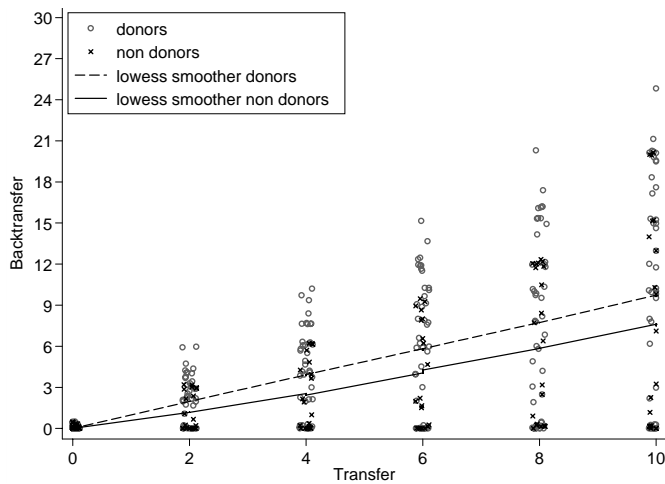 30
27
24
21
18
15
12
9
6
3
0
Backtransfer
donors
non donors
lowess smoother donors
lowess smoother non donors
0 2 4 6 8 10
Transfer